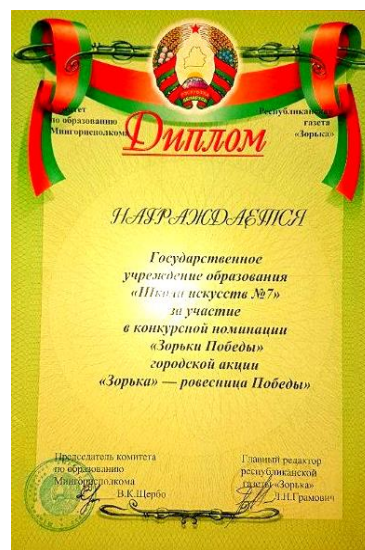 по образованию
Мингорисполкома
Республиканская
газета
«Зорька»
Диплом
НАГРАЖДАЕТСЯ
Государственное
учреждение образования
«Школа искусств №7»
за участие
в конкурсной номинации
«Зорьки Победы»
городской акции
«Зорька» — ровесница Победы»
Председатель комитета
по образованию
Мингорисполкома
В.К.Щербо
Главный редактор
республиканской
газеты «Зорька»
Л.Н.Грамович